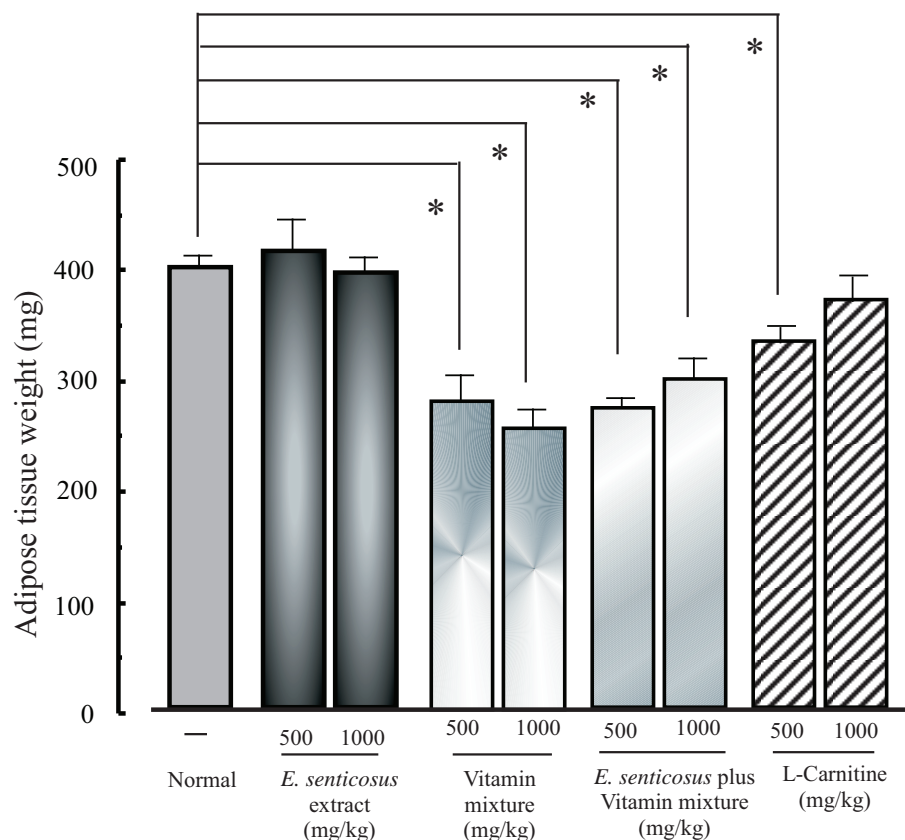 *
*
*
*
*
500
400
300
200
100
0
Adipose tissue weight (mg)
— 500 1000 500 1000 500 1000 500 1000
Normal
E. senticosus
extract
(mg/kg)
Vitamin
mixture
(mg/kg)
E. senticosus plus
Vitamin mixture
(mg/kg)
L-Carnitine
(mg/kg)